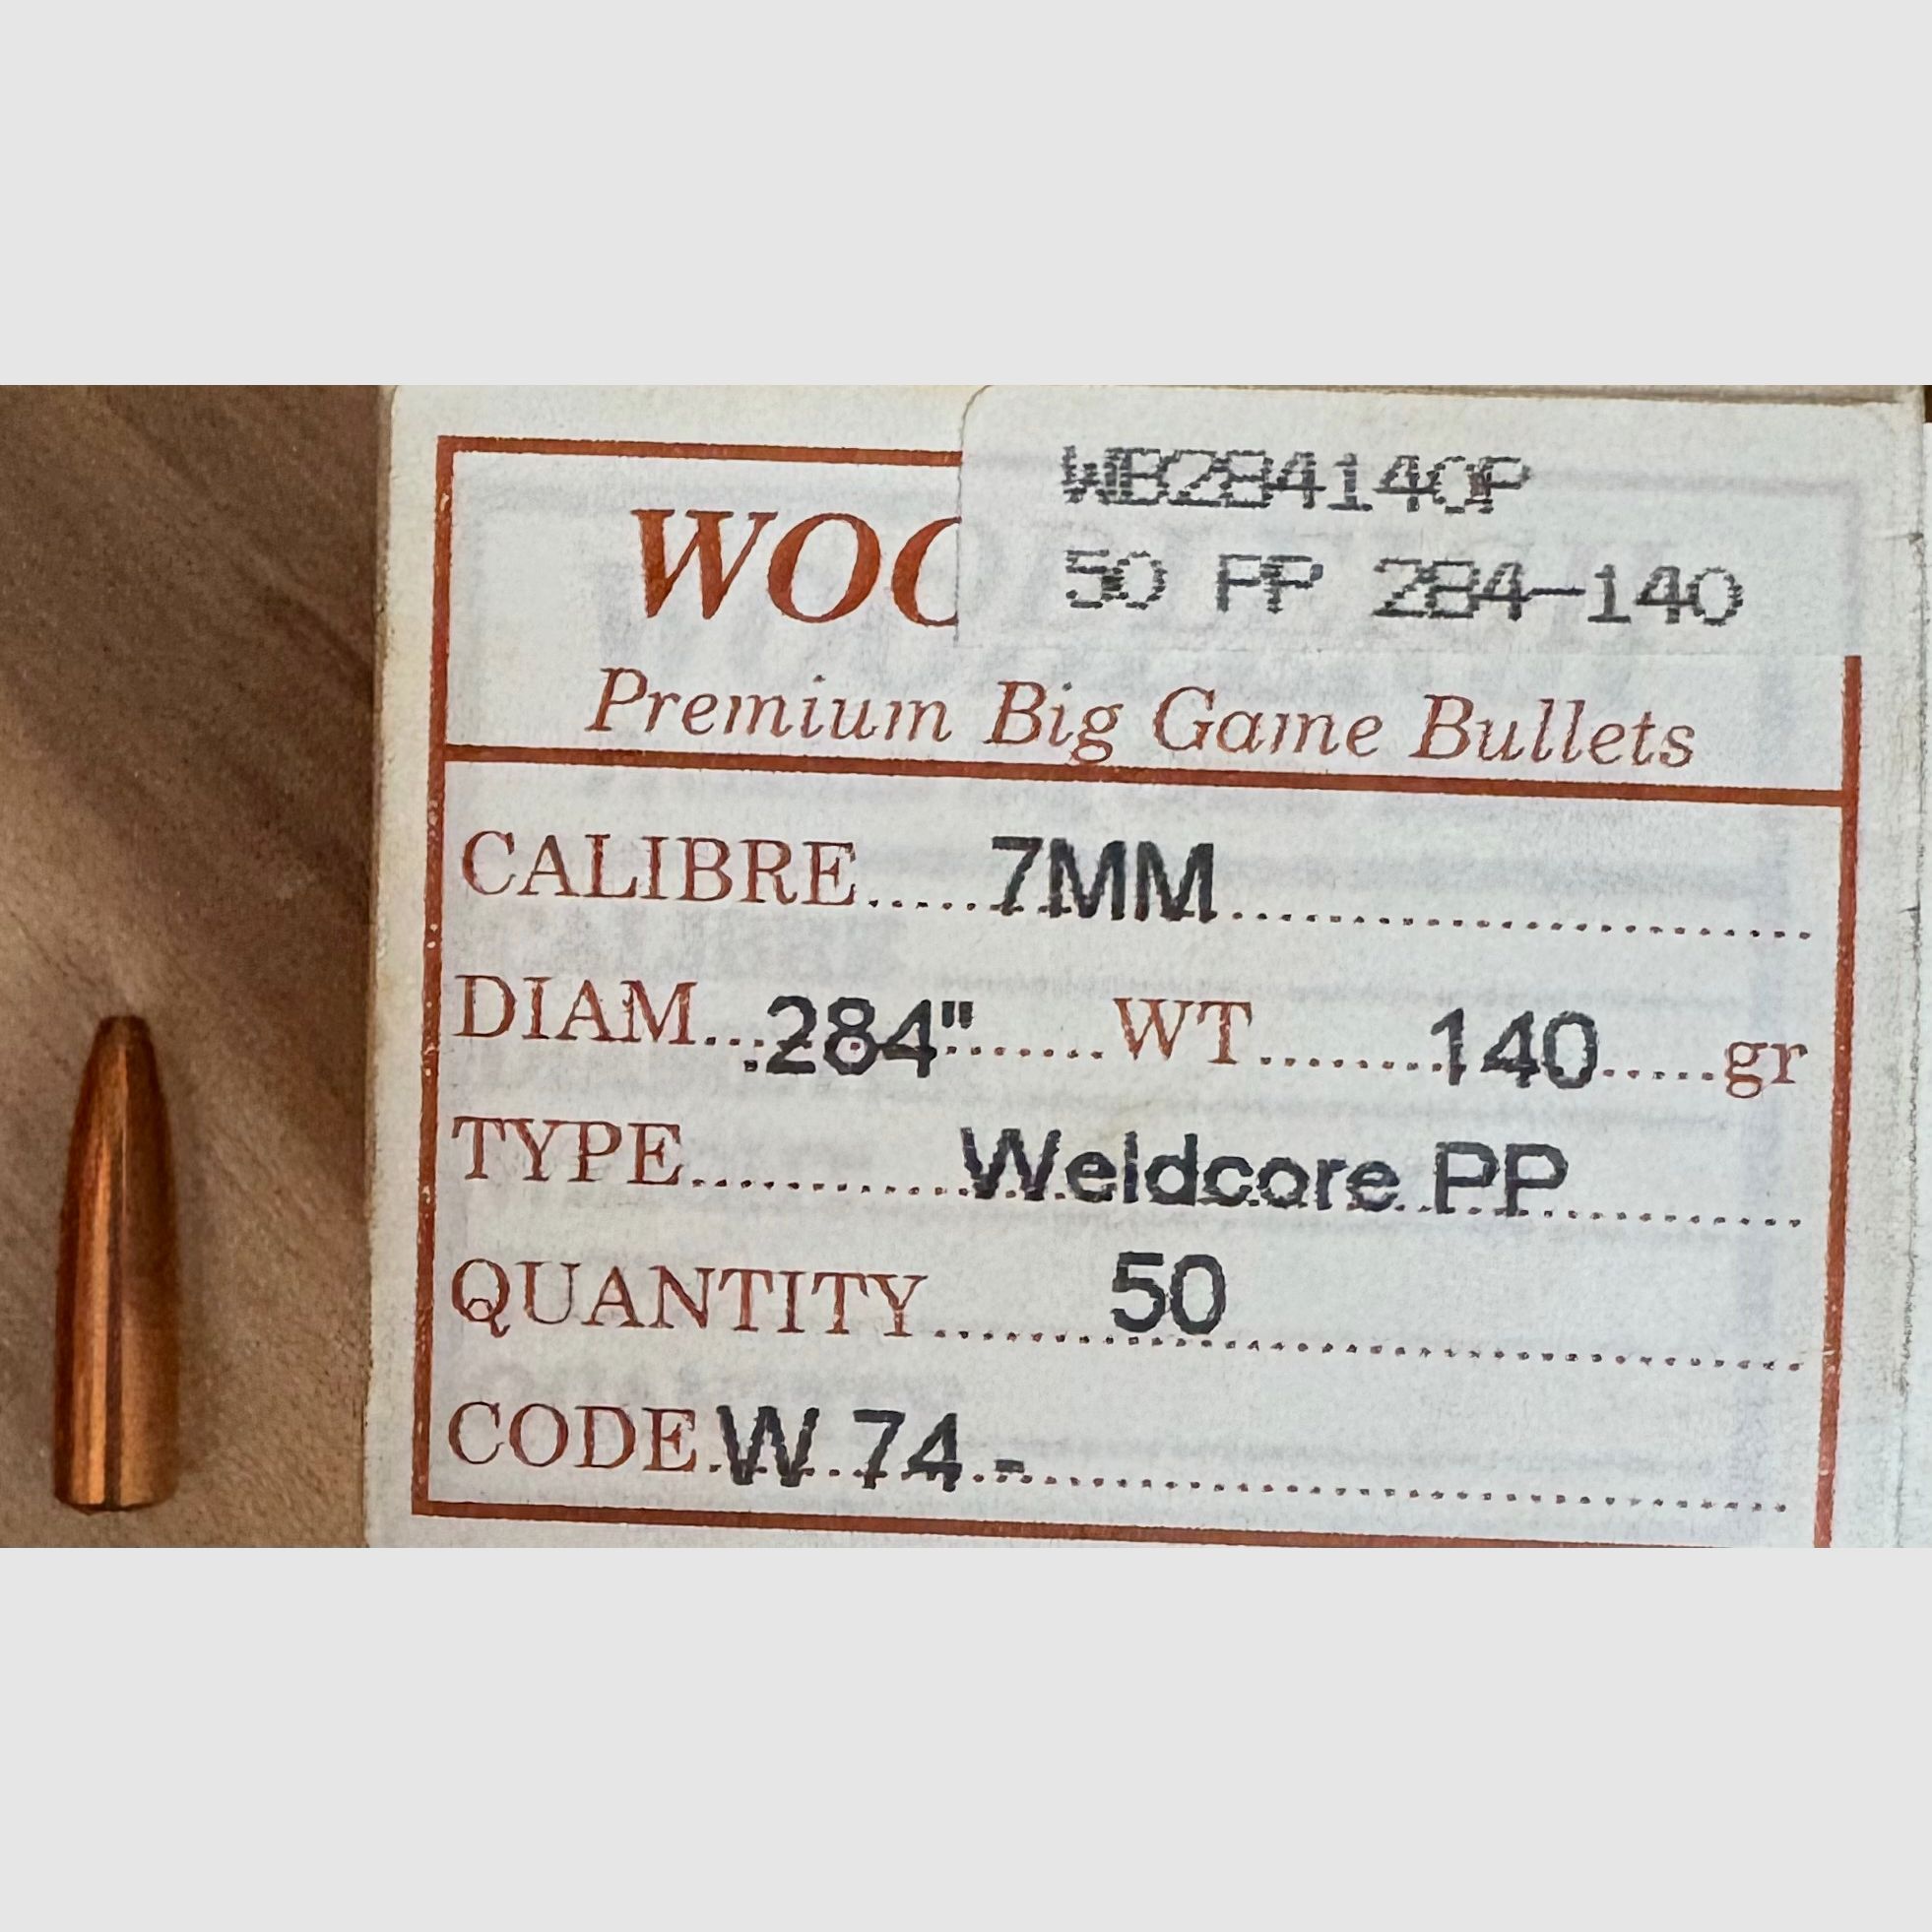 WB284140P
50 PP 284-140
WOO
Premium Big Game Bullets
CALIBRE.....7MM
DIAM....284"......WT........140.....gr
TYPE............Weldcore PP
QUANTITY.......50
CODE.W.74.-